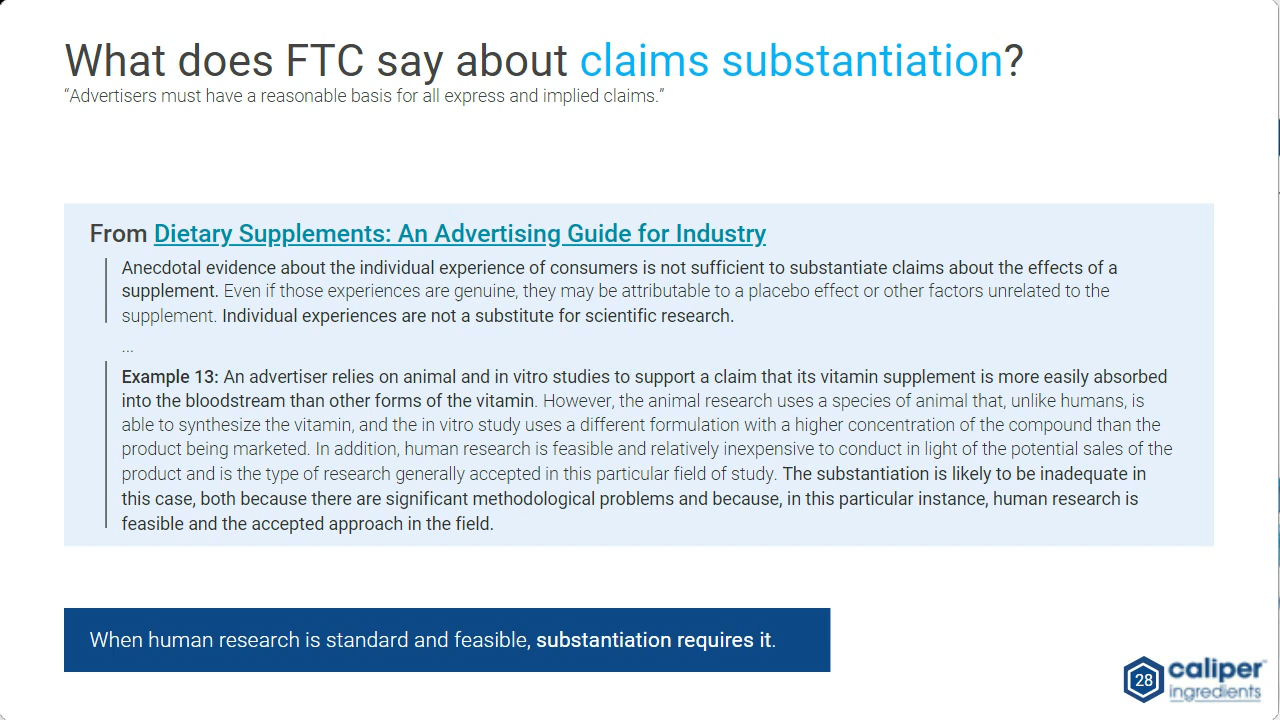 What does FTC say about claims substantiation?
“Advertisers must have a reasonable basis for all express and implied claims.”
From Dietary Supplements: An Advertising Guide for Industry
Anecdotal evidence about the individual experience of consumers is not sufficient to substantiate claims about the effects of a
supplement. Even if those experiences are genuine, they may be attributable to a placebo effect or other factors unrelated to the
supplement. Individual experiences are not a substitute for scientific research.
...
Example 13: An advertiser relies on animal and in vitro studies to support a claim that its vitamin supplement is more easily absorbed
into the bloodstream than other forms of the vitamin. However, the animal research uses a species of animal that, unlike humans, is
able to synthesize the vitamin, and the in vitro study uses a different formulation with a higher concentration of the compound than the
product being marketed. In addition, human research is feasible and relatively inexpensive to conduct in light of the potential sales of the
product and is the type of research generally accepted in this particular field of study. The substantiation is likely to be inadequate in
this case, both because there are significant methodological problems and because, in this particular instance, human research is
feasible and the accepted approach in the field.
When human research is standard and feasible, substantiation requires it.
28
caliper™
ingredients